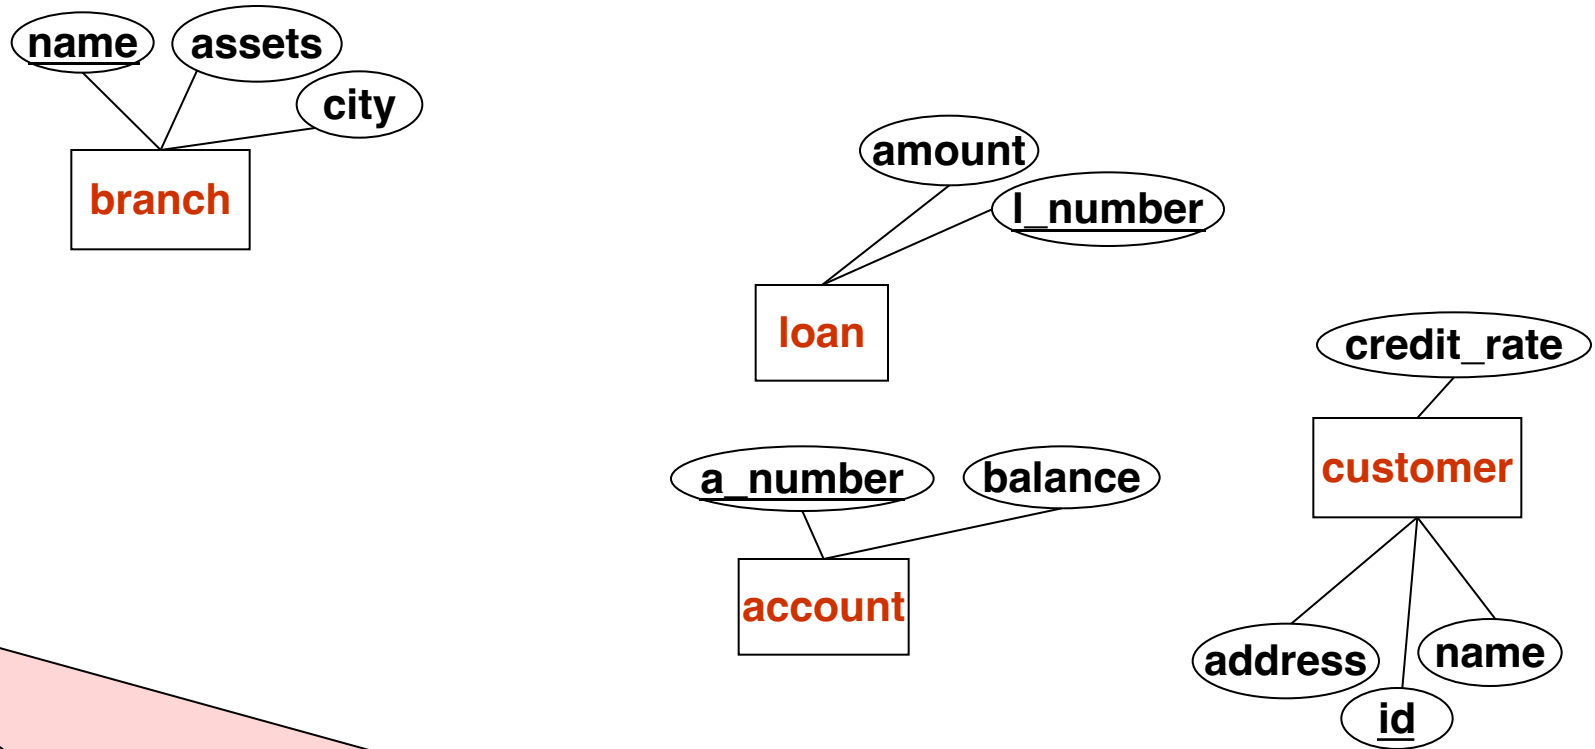 name
assets
city
branch
amount
l_number
loan
credit_rate
customer
a_number
balance
account
address
name
id